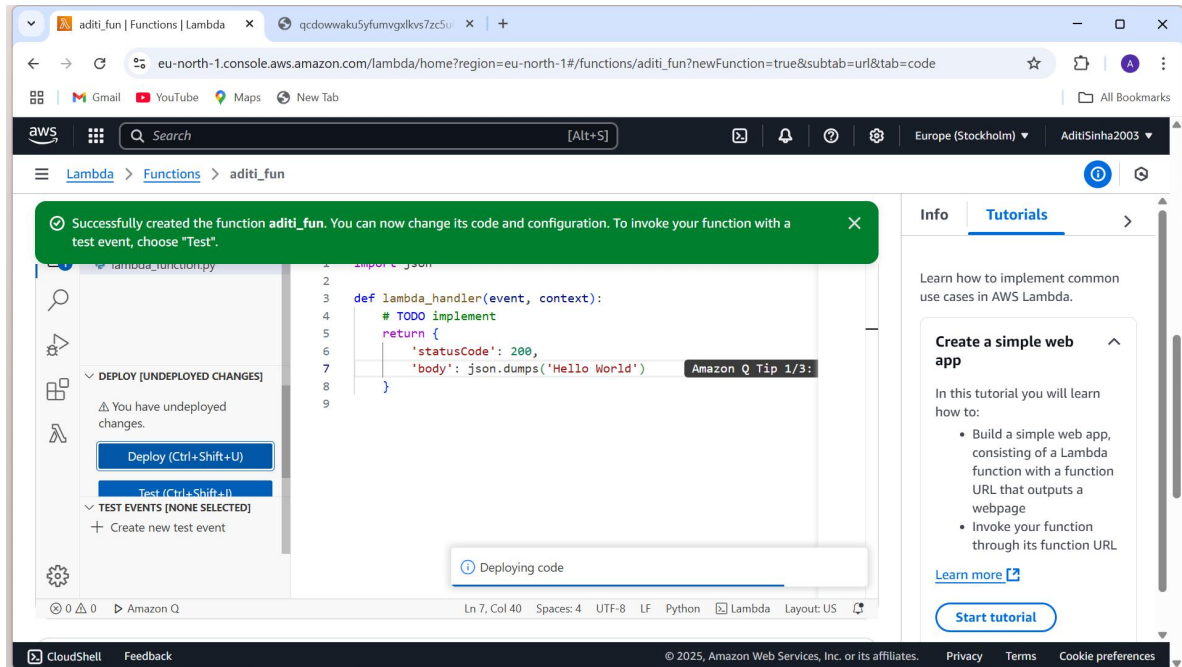 aditi_fun | Functions | Lambda
qcdowwaku5yfumvgxlkvs7zc5u
eu-north-1.console.aws.amazon.com/lambda/home?region=eu-north-1#/functions/aditi_fun?newFunction=true&subtab=url&tab=code
A
Gmail YouTube Maps New Tab All Bookmarks
aws Search [Alt+S] Europe (Stockholm) AditiSinha2003
Lambda > Functions > aditi_fun
Successfully created the function aditi_fun. You can now change its code and configuration. To invoke your function with a
test event, choose "Test".
lambda_function.py
1 import json
2
3 def lambda_handler(event, context):
4 # TODO implement
5 return {
6 'statusCode': 200,
7 'body': json.dumps('Hello World') Amazon Q Tip 1/3:
8 }
9
DEPLOY [UNDEPLOYED CHANGES]
You have undeployed
changes.
Deploy (Ctrl+Shift+U)
Test (Ctrl+Shift+I)
TEST EVENTS [NONE SELECTED]
+ Create new test event
Deploying code
0 0 Amazon Q Ln 7, Col 40 Spaces: 4 UTF-8 LF Python Lambda Layout: US
Info Tutorials
Learn how to implement common
use cases in AWS Lambda.
Create a simple web
app
In this tutorial you will learn
how to:
• Build a simple web app,
consisting of a Lambda
function with a function
URL that outputs a
webpage
• Invoke your function
through its function URL
Learn more
Start tutorial
CloudShell Feedback © 2025, Amazon Web Services, Inc. or its affiliates. Privacy Terms Cookie preferences